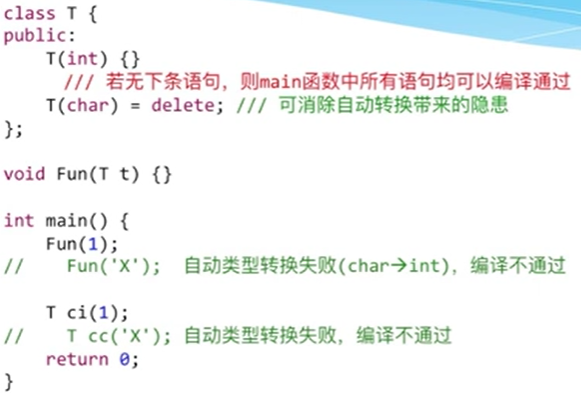 class T {
public:
    T(int) {}
      /// 若无下条语句，则main函数中所有语句均可以编译通过
    T(char) = delete; /// 可消除自动转换带来的隐患
};
void Fun(T t) {}
int main() {
    Fun(1);
//    Fun('X');  自动类型转换失败(char→int)，编译不通过
    T ci(1);
//    T cc('X'); 自动类型转换失败，编译不通过
    return 0;
}